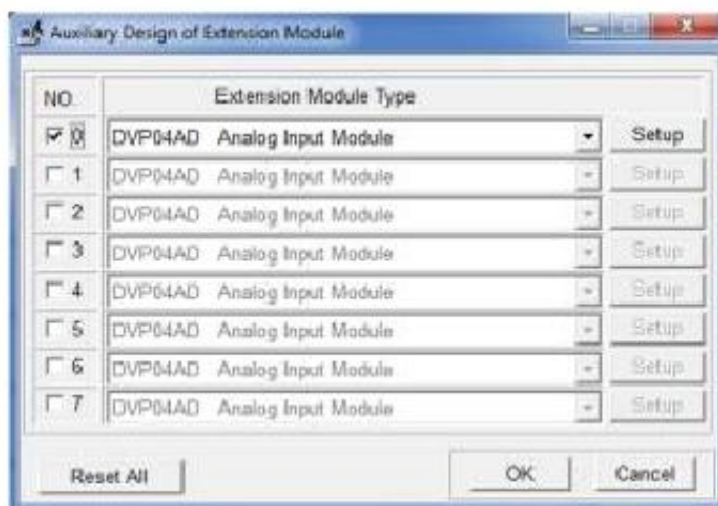 Auxiliary Design of Extension Module
NO. Extension Module Type
0 DVP04AD Analog Input Module Setup
1 DVP04AD Analog Input Module Setup
2 DVP04AD Analog Input Module Setup
3 DVP04AD Analog Input Module Setup
4 DVP04AD Analog Input Module Setup
5 DVP04AD Analog Input Module Setup
6 DVP04AD Analog Input Module Setup
7 DVP04AD Analog Input Module Setup
Reset All OK Cancel